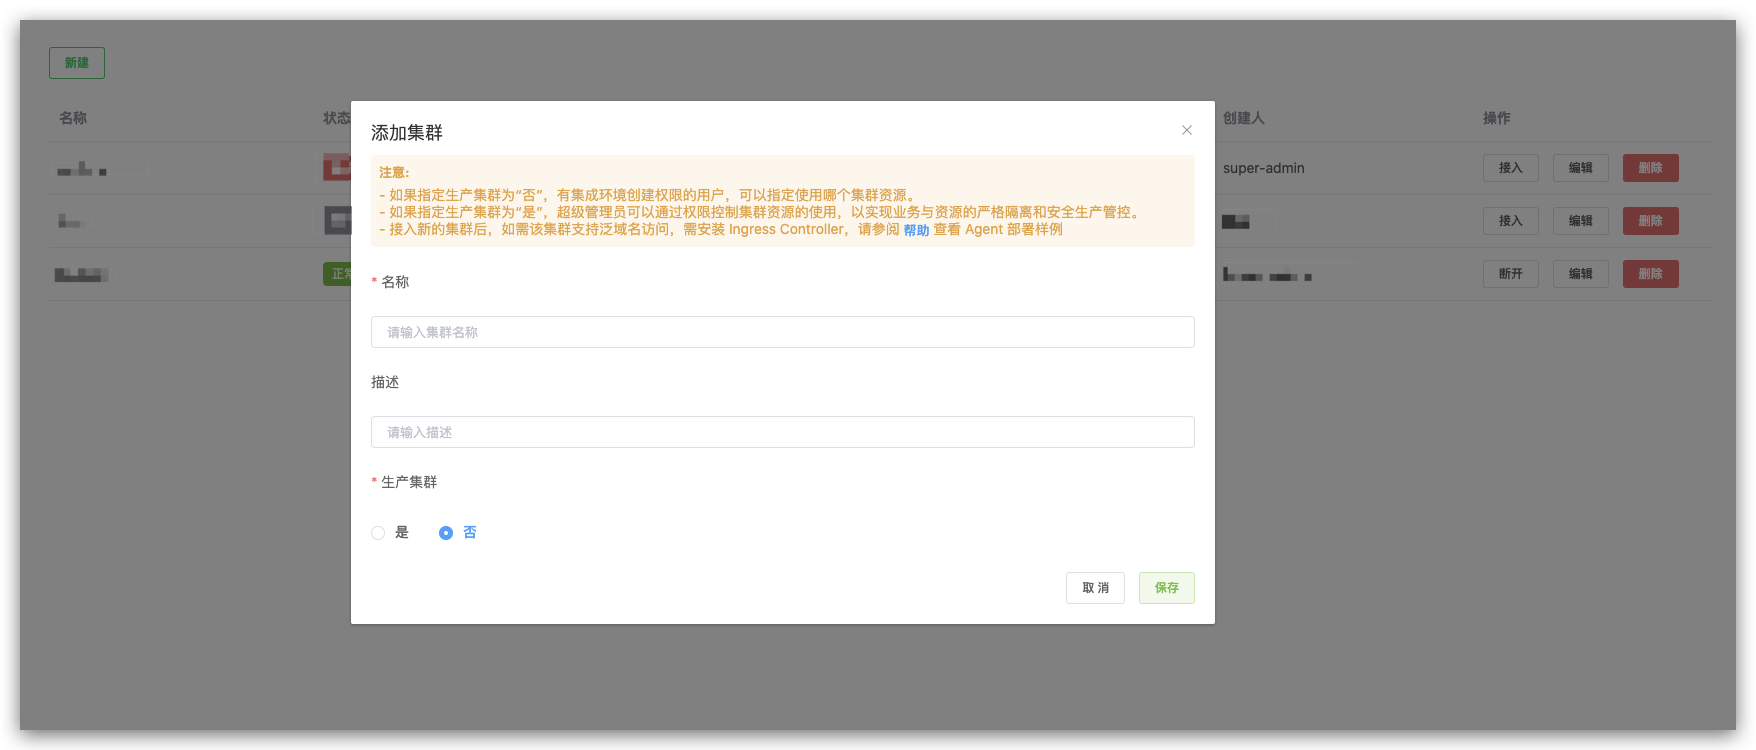 新建
名称
状态
创建人
操作
super-admin
接入
编辑
删除
接入
编辑
删除
正常
断开
编辑
删除
添加集群
注意:
- 如果指定生产集群为“否”，有集成环境创建权限的用户，可以指定使用哪个集群资源。
- 如果指定生产集群为“是”，超级管理员可以通过权限控制集群资源的使用，以实现业务与资源的严格隔离和安全生产管控。
- 接入新的集群后，如需该集群支持泛域名访问，需安装 Ingress Controller，请参阅 帮助 查看 Agent 部署样例
* 名称
请输入集群名称
描述
请输入描述
* 生产集群
是
否
取 消
保存